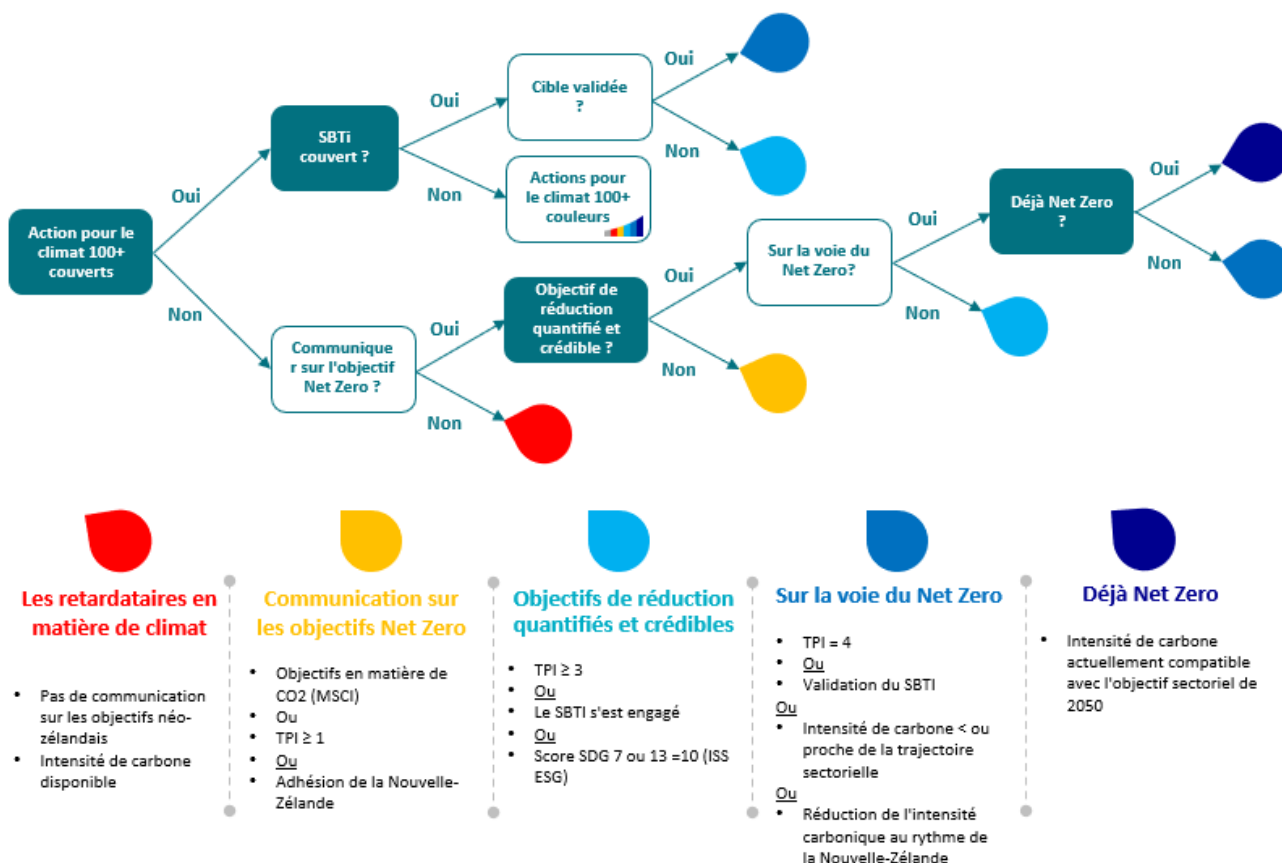 Oui
Cible validée
?
Oui
Non
SBTi
couvert ?
Non
Actions pour
le climat 100+
couleurs
Oui
Action pour le
climat 100+
couverts
Non
Oui
Déjà Net Zero
?
Non
Oui
Sur la voie du
Net Zero?
Non
Oui
Objectif de
réduction
quantifié et
crédible ?
Non
Oui
Communique
r sur l'objectif
Net Zero ?
Non
Les retardataires en
matière de climat
• Pas de communication
sur les objectifs néo-
zélandais
• Intensité de carbone
disponible
Communication sur
les objectifs Net Zero
• Objectifs en matière de
CO2 (MSCI)
• Ou
• TPI ≥ 1
• Ou
• Adhésion de la Nouvelle-
Zélande
Objectifs de réduction
quantifiés et crédibles
• TPI ≥ 3
• Ou
• Le SBTI s'est engagé
• Ou
• Score SDG 7 ou 13 =10 (ISS
ESG)
Sur la voie du Net Zero
• TPI = 4
• Ou
• Validation du SBTI
Ou
• Intensité de carbone < ou
proche de la trajectoire
sectorielle
Ou
• Réduction de l'intensité
carbonique au rythme de
la Nouvelle-Zélande
Déjà Net Zero
• Intensité de carbone
actuellement compatible
avec l'objectif sectoriel de
2050